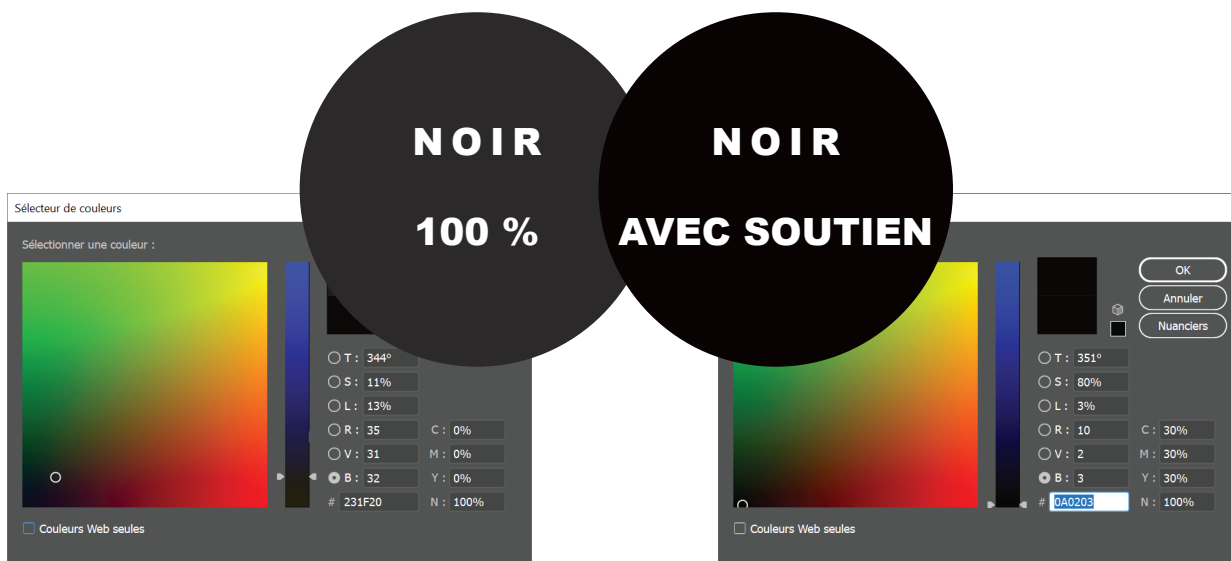 NOIR
100 %
NOIR
AVEC SOUTIEN
Sélecteur de couleurs
Sélectionner une couleur :
T : 344°
S : 11%
L : 13%
R : 35 C : 0%
V : 31 M : 0%
B : 32 Y : 0%
# 231F20 N : 100%
Couleurs Web seules
OK
Annuler
Nuanciers
T : 351°
S : 80%
L : 3%
R : 10 C : 30%
V : 2 M : 30%
B : 3 Y : 30%
# 0A0203 N : 100%
Couleurs Web seules